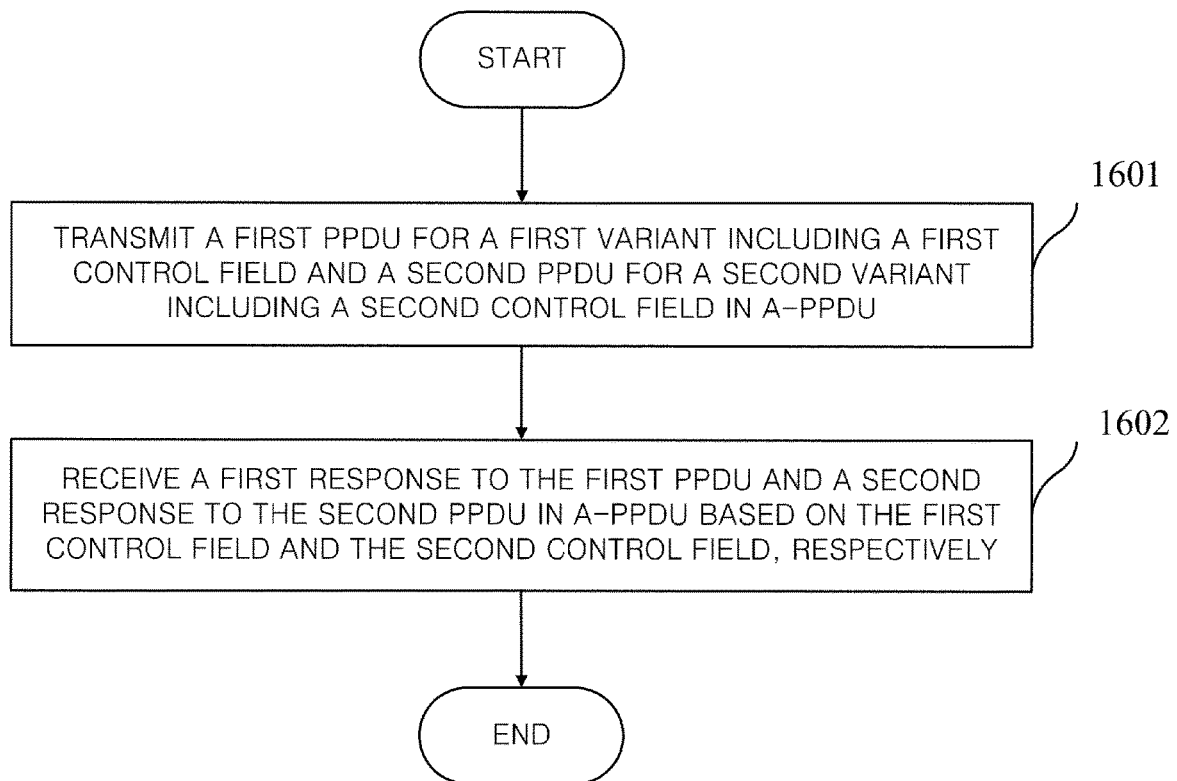 START
1601
TRANSMIT A FIRST PPDU FOR A FIRST VARIANT INCLUDING A FIRST
CONTROL FIELD AND A SECOND PPDU FOR A SECOND VARIANT
INCLUDING A SECOND CONTROL FIELD IN A-PPDU
1602
RECEIVE A FIRST RESPONSE TO THE FIRST PPDU AND A SECOND
RESPONSE TO THE SECOND PPDU IN A-PPDU BASED ON THE FIRST
CONTROL FIELD AND THE SECOND CONTROL FIELD, RESPECTIVELY
END